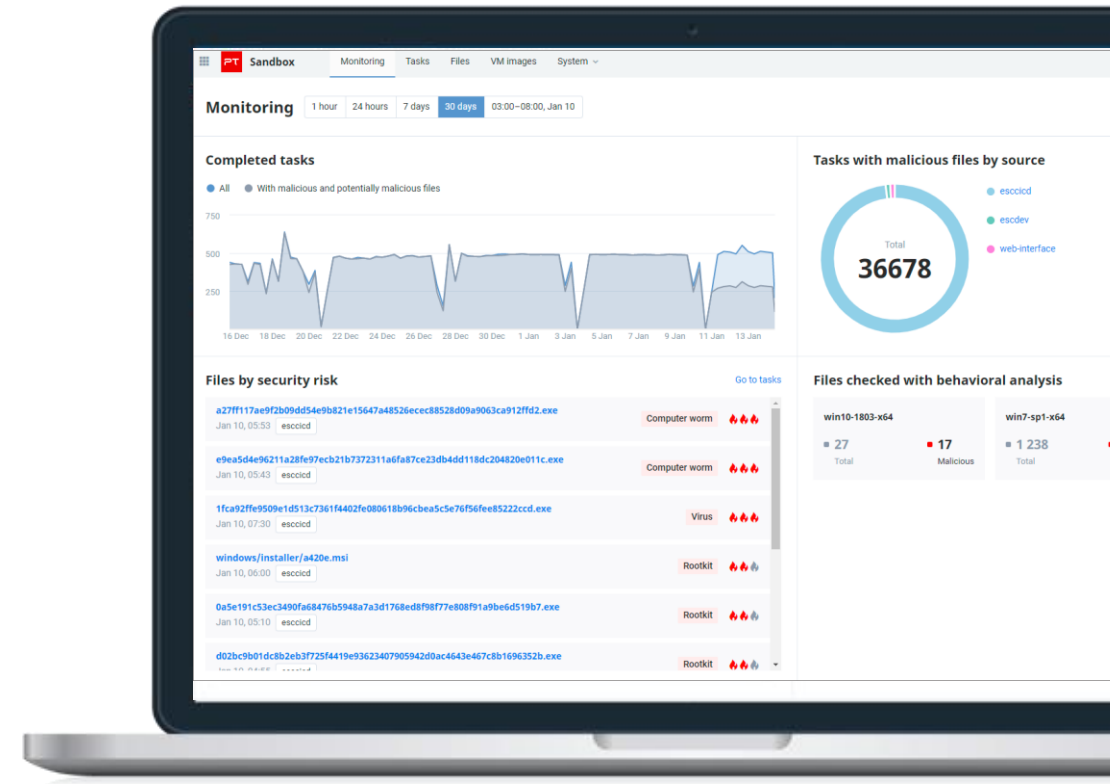 PT Sandbox Monitoring Tasks Files VM images System
Monitoring 1 hour 24 hours 7 days 30 days 03:00–08:00, Jan 10
Completed tasks
All With malicious and potentially malicious files
750
500
250
16 Dec 18 Dec 20 Dec 22 Dec 24 Dec 26 Dec 28 Dec 30 Dec 1 Jan 3 Jan 5 Jan 7 Jan 9 Jan 11 Jan 13 Jan
Tasks with malicious files by source
Total
36678
esccicd
escdev
web-interface
Files by security risk Go to tasks
a27ff117ae9f2b09dd54e9b821e15647a48526ecec88528d09a9063ca912ffd2.exe
Jan 10, 05:53 esccicd
Computer worm
e9ea5d4e96211a28fe97ecb21b7372311a6fa87ce23db4dd118dc204820e011c.exe
Jan 10, 05:43 esccicd
Computer worm
1fca92ffe9509e1d513c7361f4402fe080618b96cbea5c5e76f56fee85222ccd.exe
Jan 10, 07:30 esccicd
Virus
windows/installer/a420e.msi
Jan 10, 06:00 esccicd
Rootkit
0a5e191c53ec3490fa68476b5948a7a3d1768ed8f98f77e808f91a9be6d519b7.exe
Jan 10, 05:10 esccicd
Rootkit
d02bc9b01dc8b2eb3f725f4419e93623407905942d0ac4643e467c8b1696352b.exe
Rootkit
Files checked with behavioral analysis
win10-1803-x64
27 17
Total Malicious
win7-sp1-x64
1 238
Total